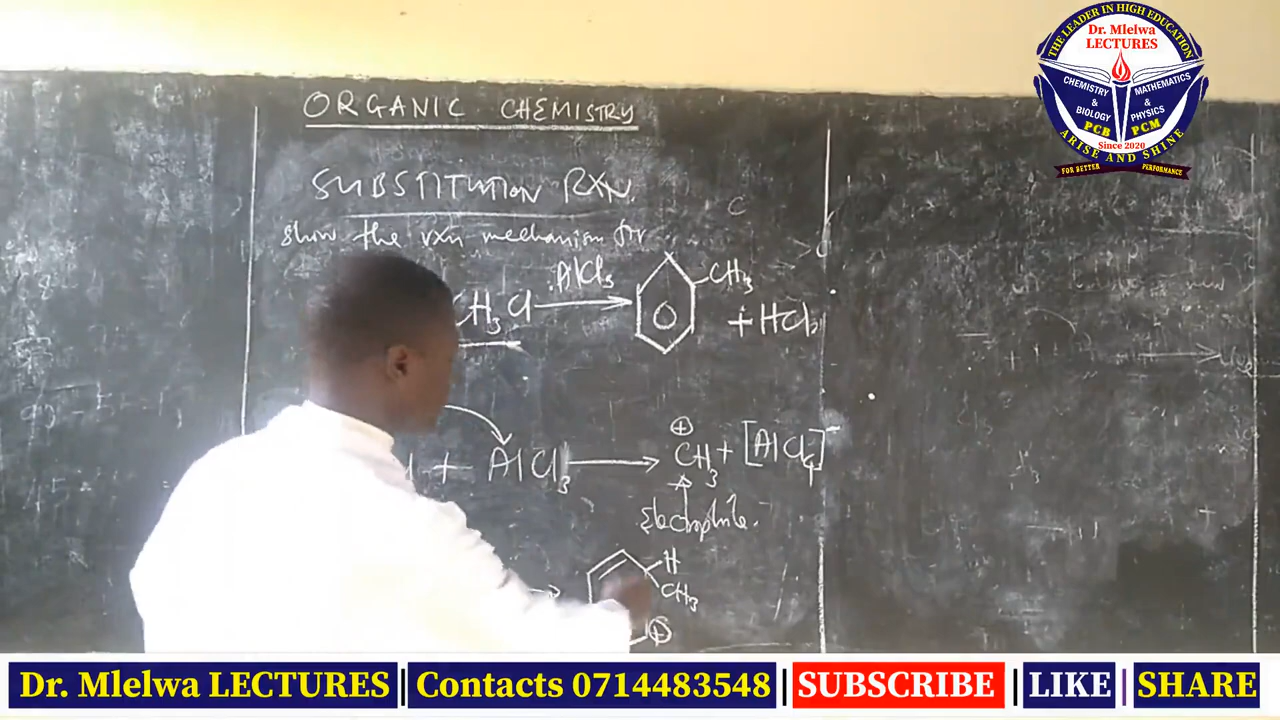 THE LEADER IN HIGH EDUCATION
Dr. Mlelwa
LECTURES
CHEMISTRY
&
BIOLOGY
PCB
MATHEMATICS
&
PHYSICS
PCM
Since 2020
ARISE AND SHINE
FOR BETTER PERFORMANCE
ORGANIC CHEMISTRY
SUBSTITUTION RXN.
show the rxn mechanism for
CH3Cl AlCl3 CH3 + HCl
+ AlCl3 ⊕CH3 + [AlCl4]-
Electrophile.
H
CH3
⊕
Dr. Mlelwa LECTURES | Contacts 0714483548 | SUBSCRIBE | LIKE | SHARE